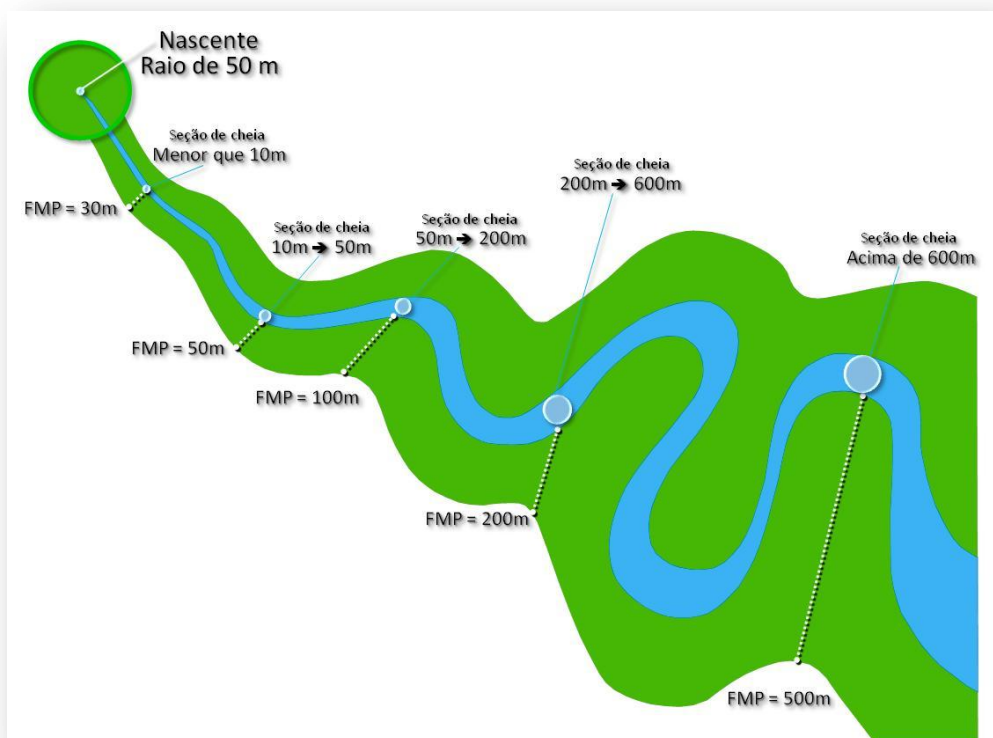 Nascente
Raio de 50 m
Seção de cheia
Menor que 10m
FMP = 30m
Seção de cheia
10m ➔ 50m
FMP = 50m
Seção de cheia
50m ➔ 200m
FMP = 100m
Seção de cheia
200m ➔ 600m
FMP = 200m
Seção de cheia
Acima de 600m
FMP = 500m